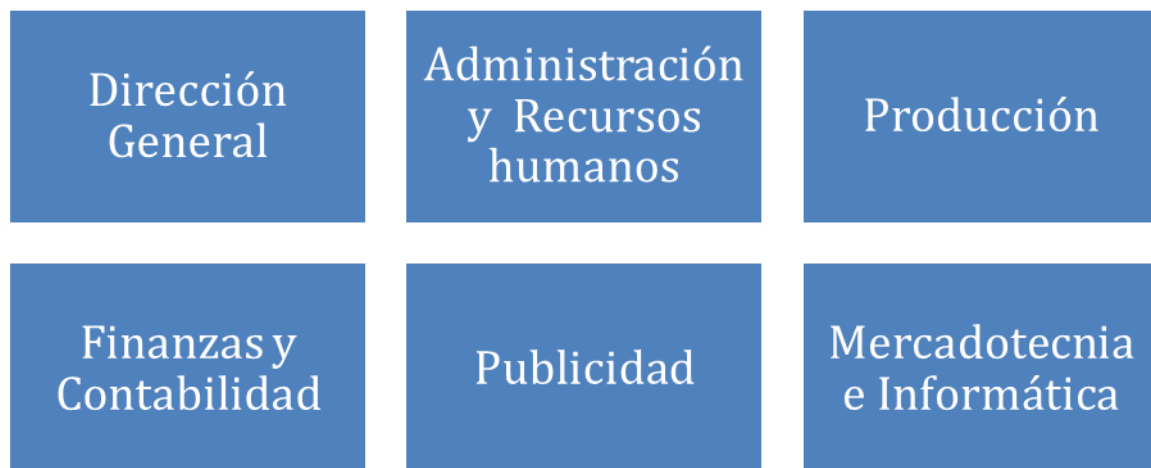 Dirección
General
Administración
y Recursos
humanos
Producción
Finanzas y
Contabilidad
Publicidad
Mercadotecnia
e Informática